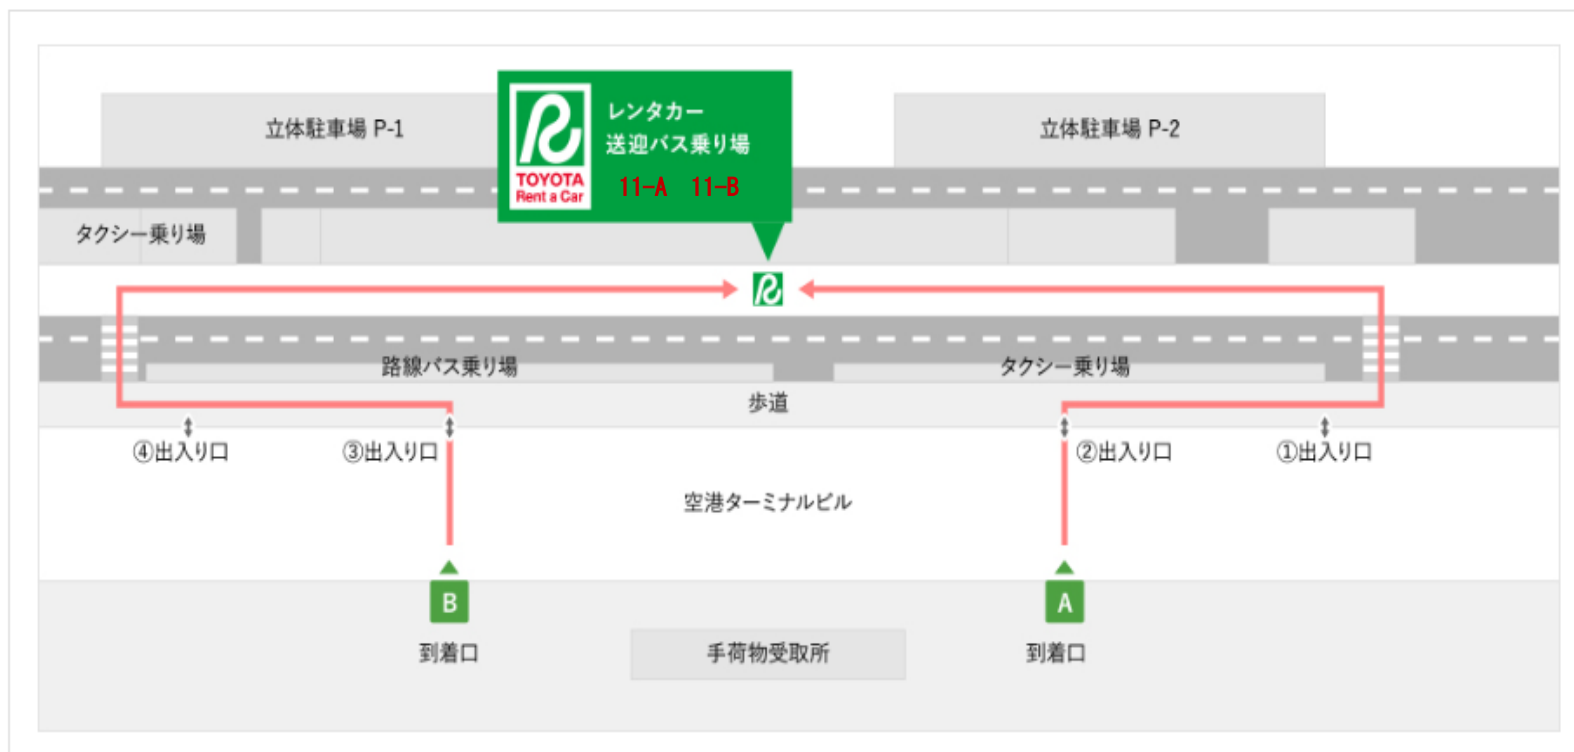 立体駐車場 P-1
TOYOTA
Rent a Car
レンタカー
送迎バス乗り場
11-A 11-B
立体駐車場 P-2
タクシー乗り場
路線バス乗り場
タクシー乗り場
歩道
④出入り口
③出入り口
②出入り口
①出入り口
空港ターミナルビル
B
A
到着口
手荷物受取所
到着口